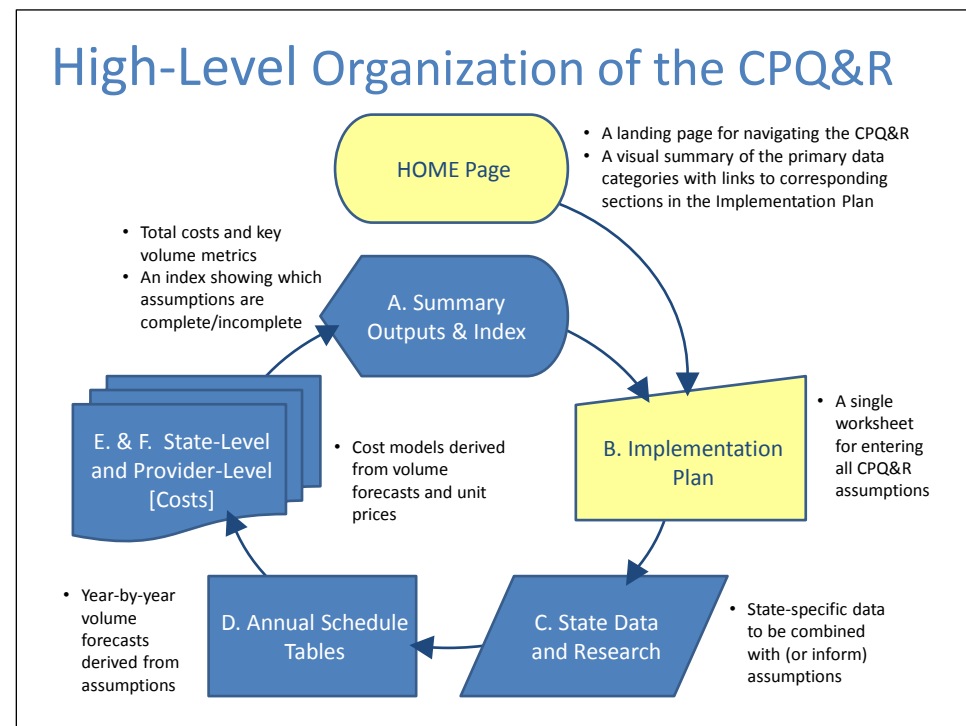 High-Level Organization of the CPQ&R
HOME Page
• A landing page for navigating the CPQ&R
• A visual summary of the primary data
categories with links to corresponding
sections in the Implementation Plan
• Total costs and key
volume metrics
• An index showing which
assumptions are
complete/incomplete
A. Summary
Outputs & Index
E. & F.  State-Level
and Provider-Level
[Costs]
• Cost models derived
from volume
forecasts and unit
prices
B. Implementation
Plan
• A single
worksheet
for entering
all CPQ&R
assumptions
• Year-by-year
volume
forecasts
derived from
assumptions
D. Annual Schedule
Tables
C. State Data
and Research
• State-specific data
to be combined
with (or inform)
assumptions